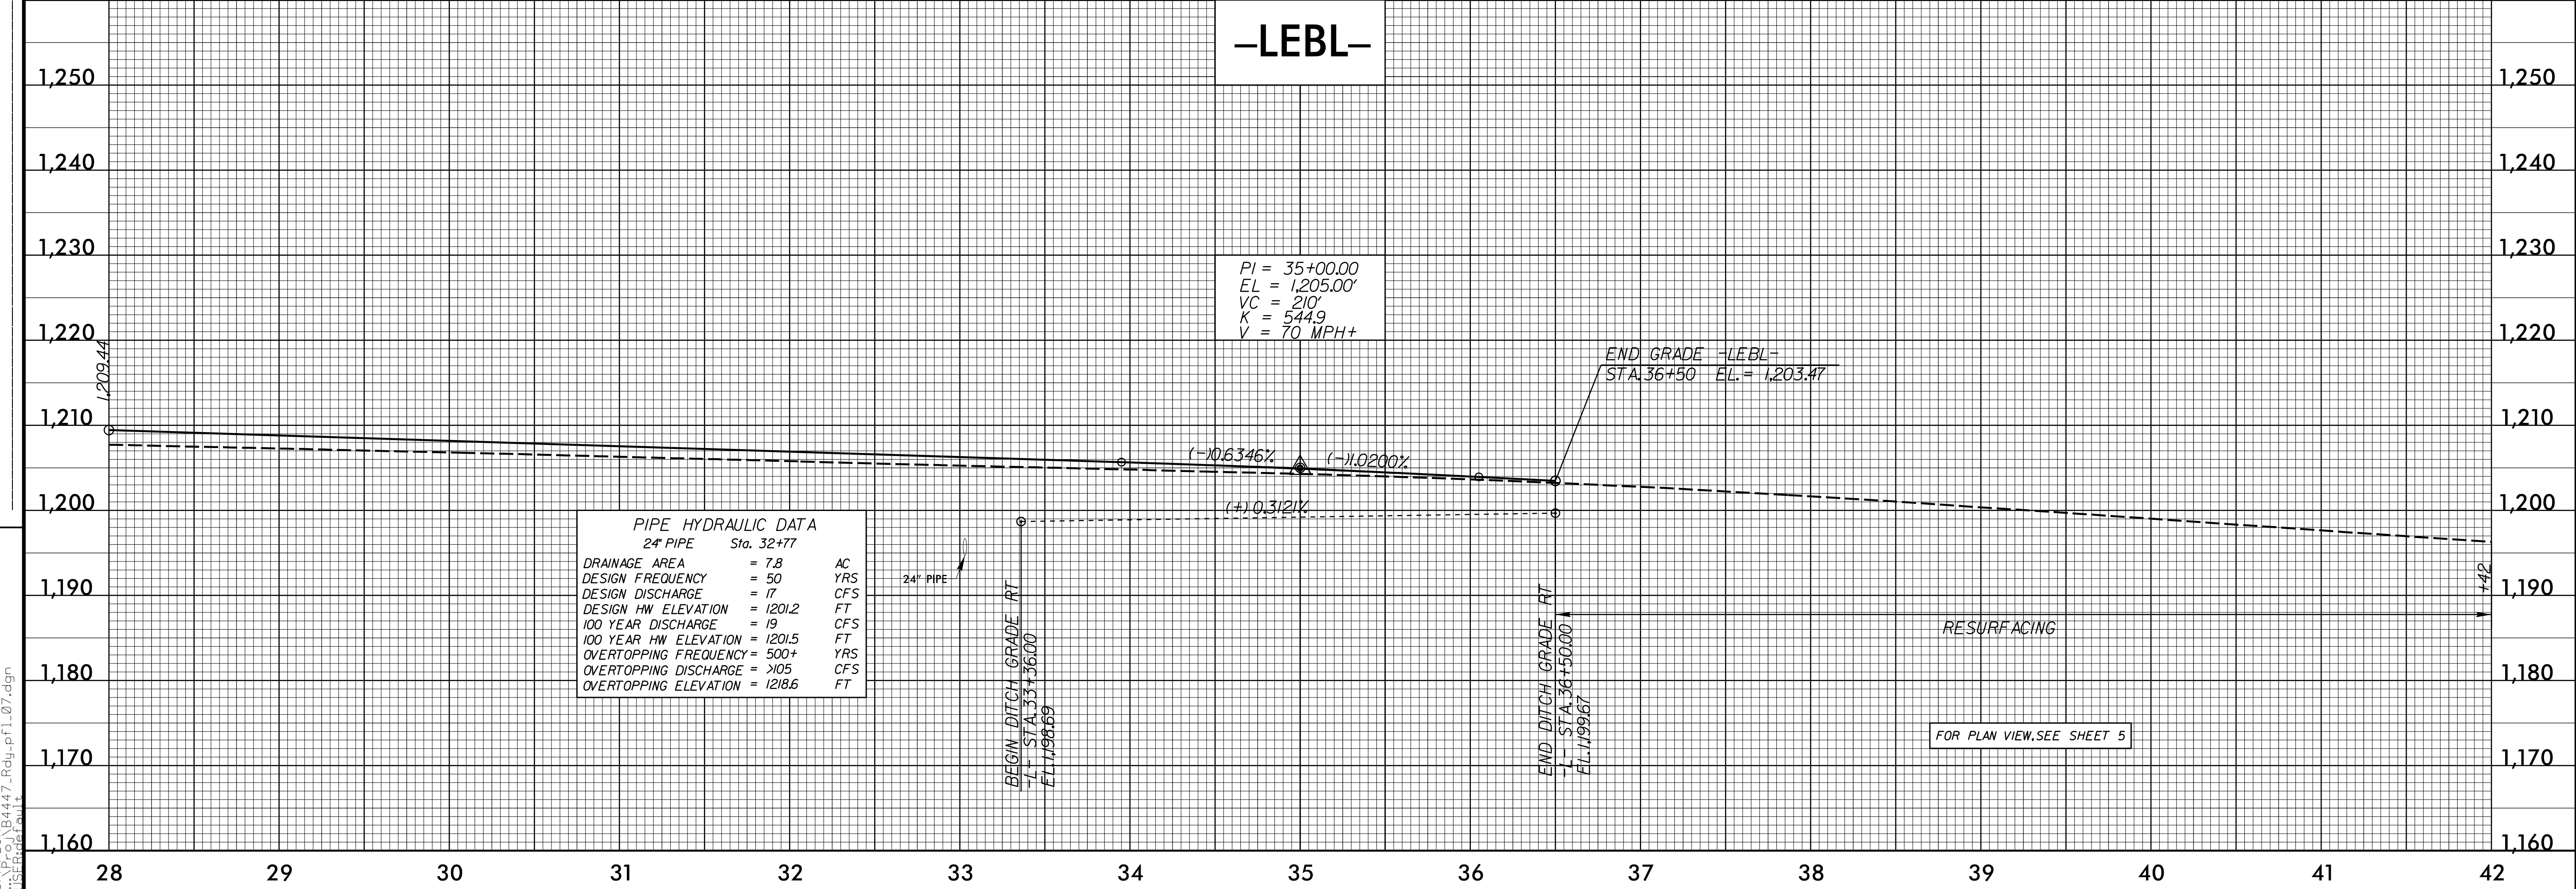 –LEBL–
1,250
1,250
1,240
1,240
1,230
1,230
PI = 35+00.00
EL = 1,205.00'
VC = 210'
K = 544.9
V = 70 MPH+
1,220
1,220
1,209.44
END GRADE -LEBL-
STA.36+50 EL.= 1,203.47
1,210
1,210
(-)0.6346%
(-)1.0200%
1,200
1,200
(+)0.3121%
PIPE HYDRAULIC DATA
24" PIPE Sta. 32+77
DRAINAGE AREA = 7.8 AC
DESIGN FREQUENCY = 50 YRS
DESIGN DISCHARGE = 17 CFS
DESIGN HW ELEVATION = 1201.2 FT
100 YEAR DISCHARGE = 19 CFS
100 YEAR HW ELEVATION = 1201.5 FT
OVERTOPPING FREQUENCY= 500+ YRS
OVERTOPPING DISCHARGE = >105 CFS
OVERTOPPING ELEVATION = 1218.6 FT
24" PIPE
BEGIN DITCH GRADE RT
-L- STA.33+36.00
EL.1,198.69
END DITCH GRADE RT
-L- STA.36+50.00
EL.1,199.67
RESURFACING
+42
1,190
1,190
1,180
1,180
FOR PLAN VIEW,SEE SHEET 5
1,170
1,170
1,160
1,160
28 29 30 31 32 33 34 35 36 37 38 39 40 41 42
\Proj\B4447_Rdy_pfl_07.dgn
USER:default